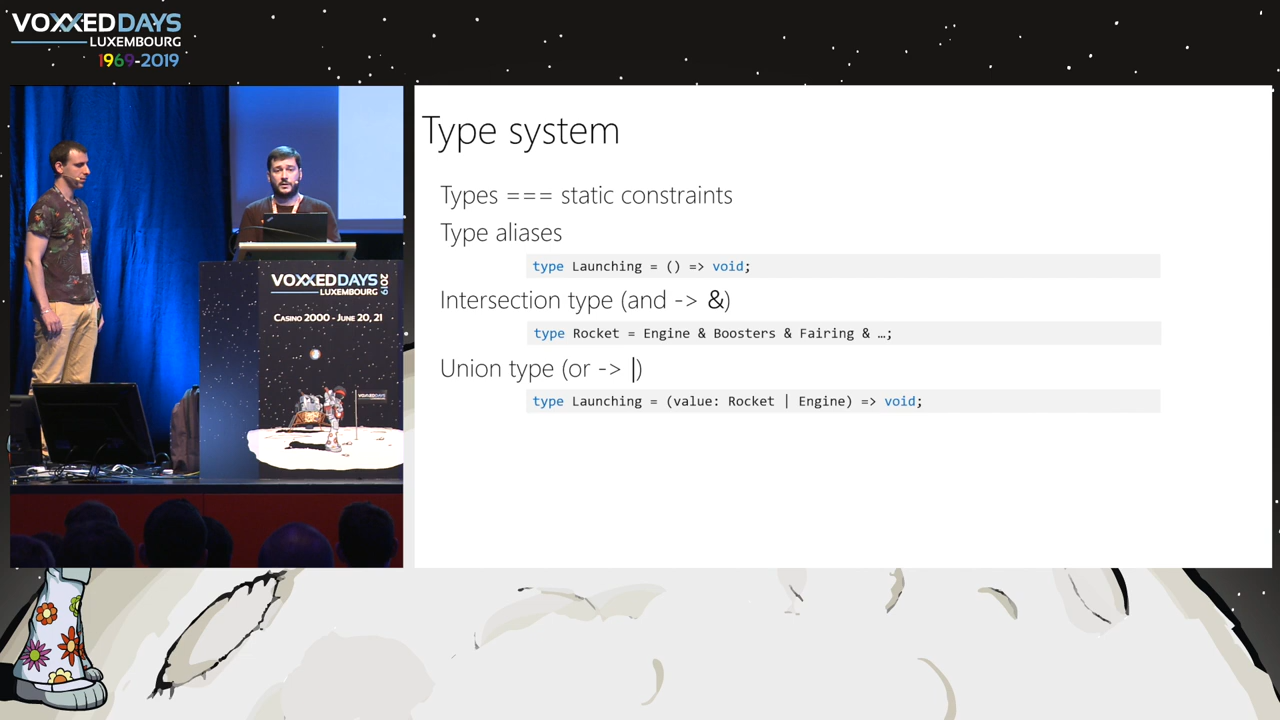 VOXXEDDAYS
LUXEMBOURG
1969-2019
VOXXEDDAYS 2019
LUXEMBOURG
CASINO 2000 - JUNE 20, 21
VOXXEDDAYS
Type system
Types === static constraints
Type aliases
type Launching = () => void;
Intersection type (and -> &)
type Rocket = Engine & Boosters & Fairing & …;
Union type (or -> |)
type Launching = (value: Rocket | Engine) => void;